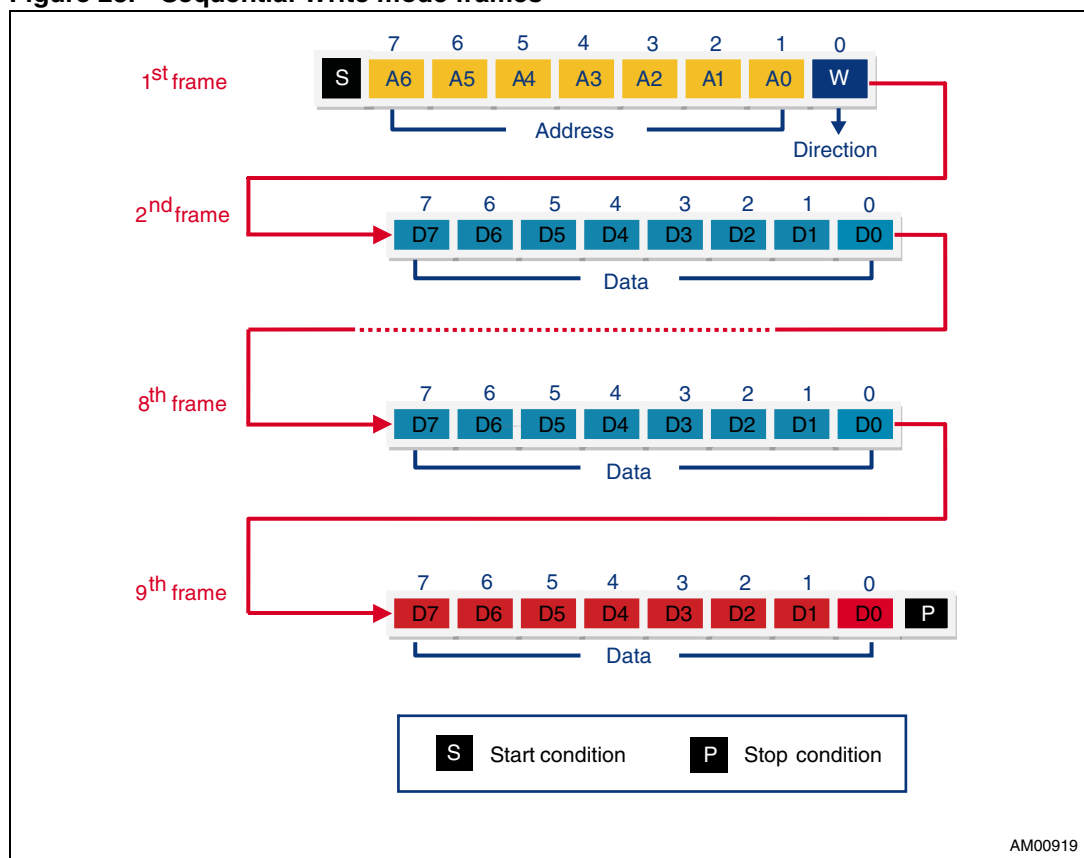 7 6 5 4 3 2 1 0
1st frame S A6 A5 A4 A3 A2 A1 A0 W
Address
Direction
7 6 5 4 3 2 1 0
2nd frame D7 D6 D5 D4 D3 D2 D1 D0
Data
7 6 5 4 3 2 1 0
8th frame D7 D6 D5 D4 D3 D2 D1 D0
Data
7 6 5 4 3 2 1 0
9th frame D7 D6 D5 D4 D3 D2 D1 D0 P
Data
S Start condition P Stop condition
AM00919